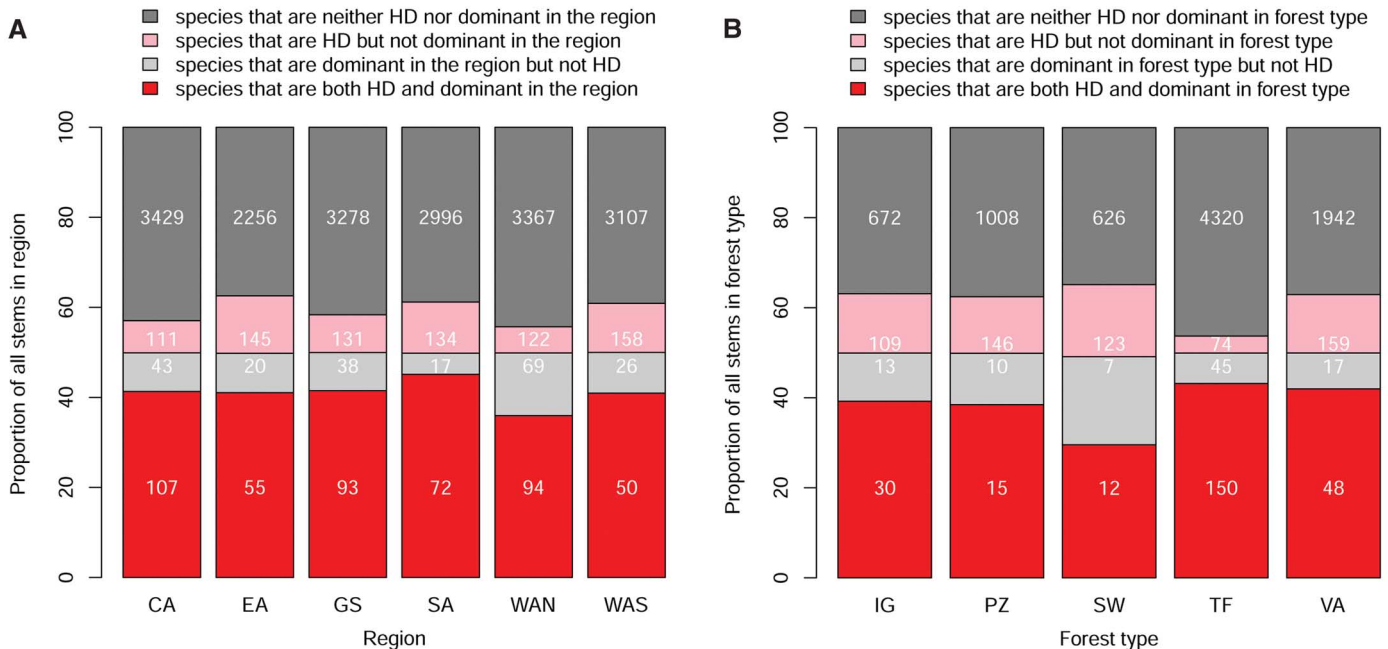 A
species that are neither HD nor dominant in the region
species that are HD but not dominant in the region
species that are dominant in the region but not HD
species that are both HD and dominant in the region
Proportion of all stems in region
100
80
60
40
20
0
3429 2256 3278 2996 3367 3107
111 145 131 134 122 158
43 20 38 17 69 26
107 55 93 72 94 50
CA EA GS SA WAN WAS
Region
B
species that are neither HD nor dominant in forest type
species that are HD but not dominant in forest type
species that are dominant in forest type but not HD
species that are both HD and dominant in forest type
Proportion of all stems in forest type
100
80
60
40
20
0
672 1008 626 4320 1942
109 146 123 74 159
13 10 7 45 17
30 15 12 150 48
IG PZ SW TF VA
Forest type